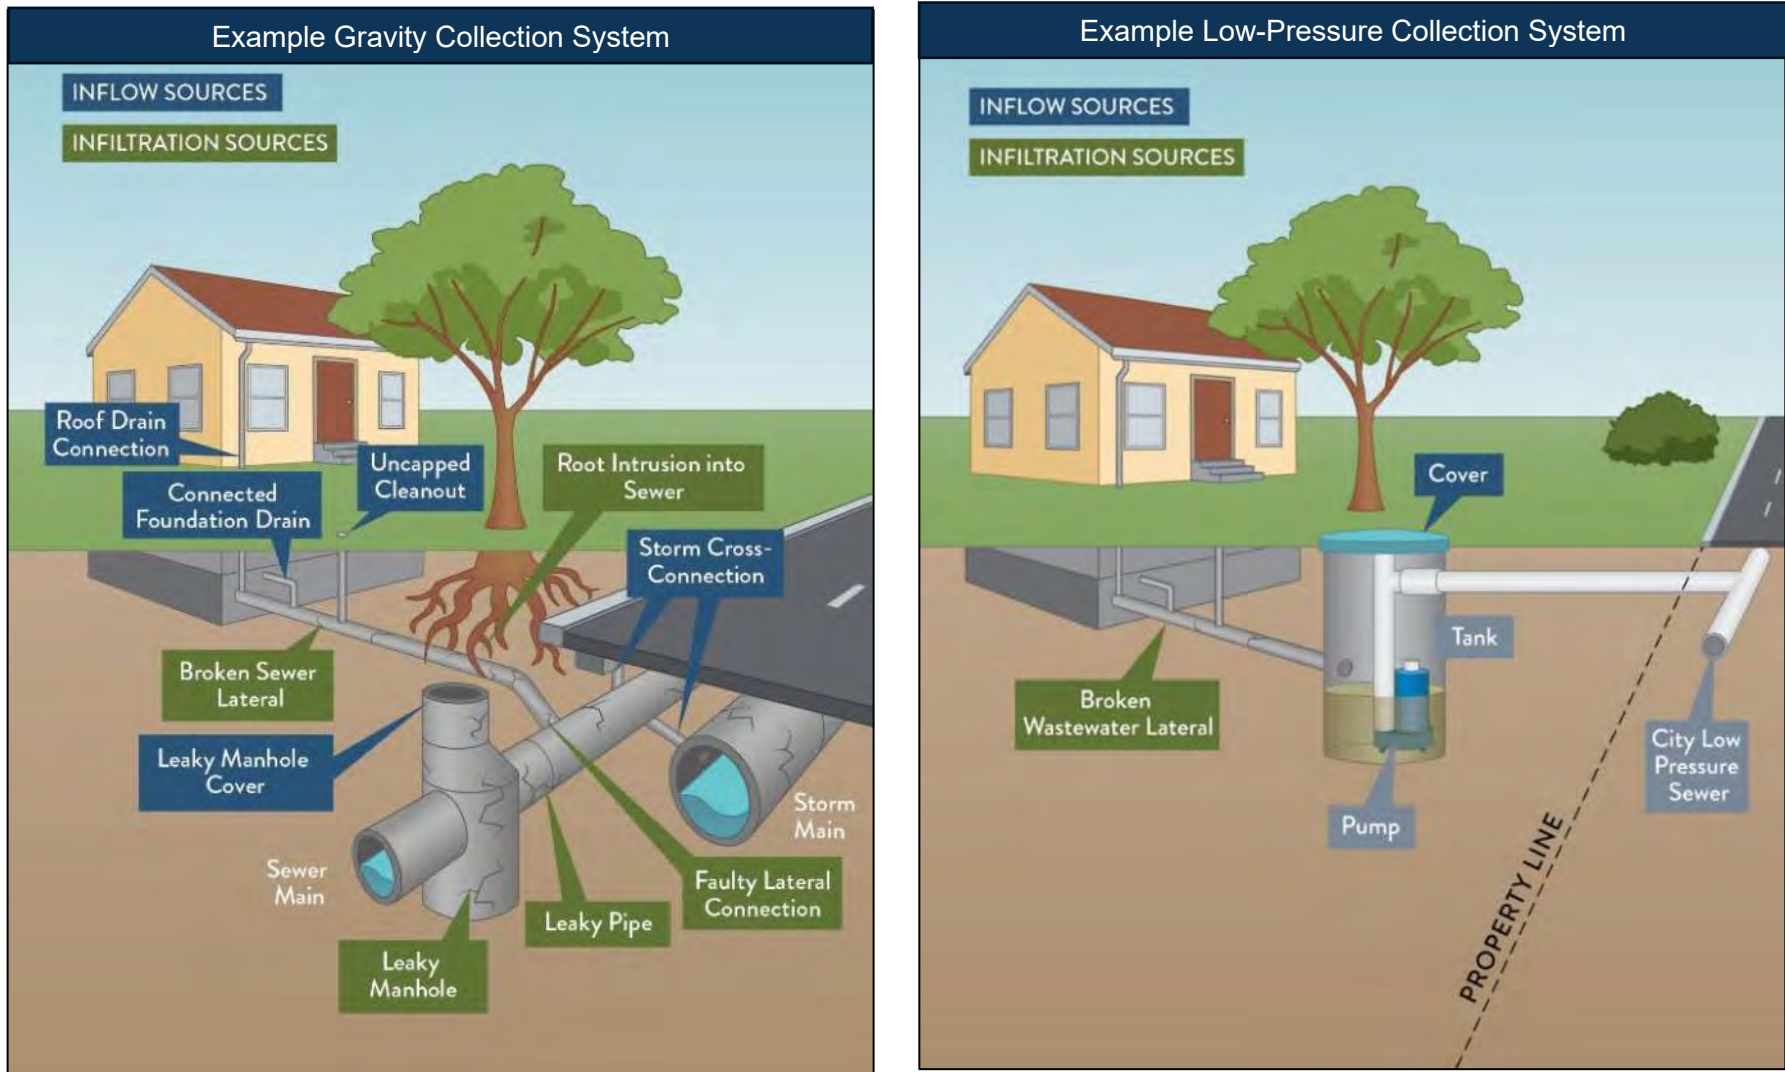 Example Gravity Collection System
INFLOW SOURCES
INFILTRATION SOURCES
Roof Drain
Connection
Connected
Foundation Drain
Uncapped
Cleanout
Root Intrusion into
Sewer
Storm Cross-
Connection
Broken Sewer
Lateral
Leaky Manhole
Cover
Sewer
Main
Storm
Main
Faulty Lateral
Connection
Leaky Pipe
Leaky
Manhole
Example Low-Pressure Collection System
INFLOW SOURCES
INFILTRATION SOURCES
Cover
Tank
Broken
Wastewater Lateral
City Low
Pressure
Sewer
Pump
PROPERTY LINE